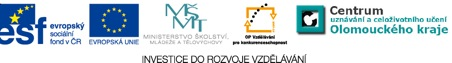 esf evropský
sociální
fond v ČR
EVROPSKÁ UNIE
MŠMT
MINISTERSTVO ŠKOLSTVÍ,
MLÁDEŽE A TĚLOVÝCHOVY
OP Vzdělávání
pro konkurenceschopnost
Centrum
uznávání a celoživotního učení
Olomouckého kraje
INVESTICE DO ROZVOJE VZDĚLÁVÁNÍ